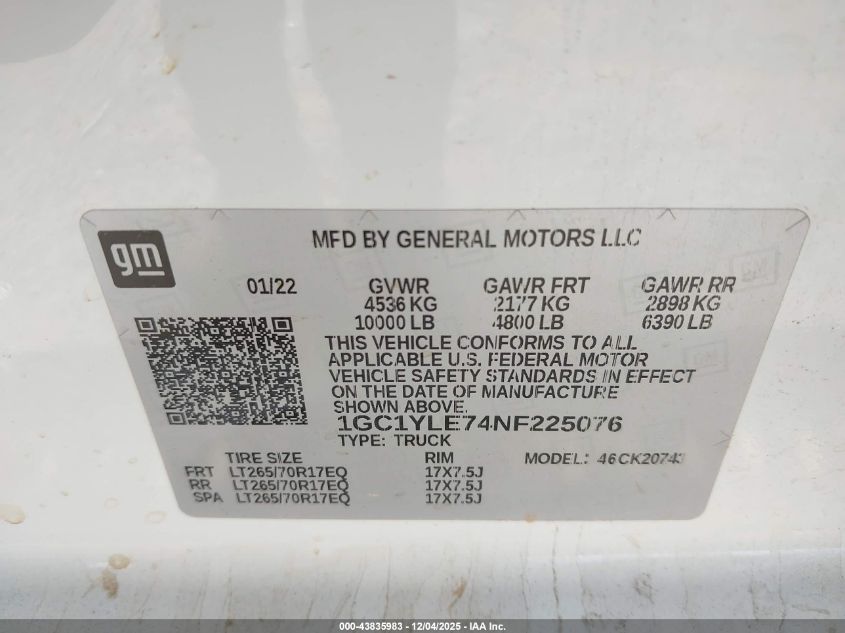 gm
MFD BY GENERAL MOTORS LLC
01/22 GVWR GAWR FRT GAWR RR
4536 KG 2177 KG 2898 KG
10000 LB 4800 LB 6390 LB
THIS VEHICLE CONFORMS TO ALL
APPLICABLE U.S. FEDERAL MOTOR
VEHICLE SAFETY STANDARDS IN EFFECT
ON THE DATE OF MANUFACTURE
SHOWN ABOVE.
1GC1YLE74NF225076
TYPE: TRUCK
TIRE SIZE RIM MODEL: 46CK20743
FRT LT265/70R17EQ 17X7.5J
RR LT265/70R17EQ 17X7.5J
SPA LT265/70R17EQ 17X7.5J
000-43835983 - 12/04/2025 - IAA Inc.